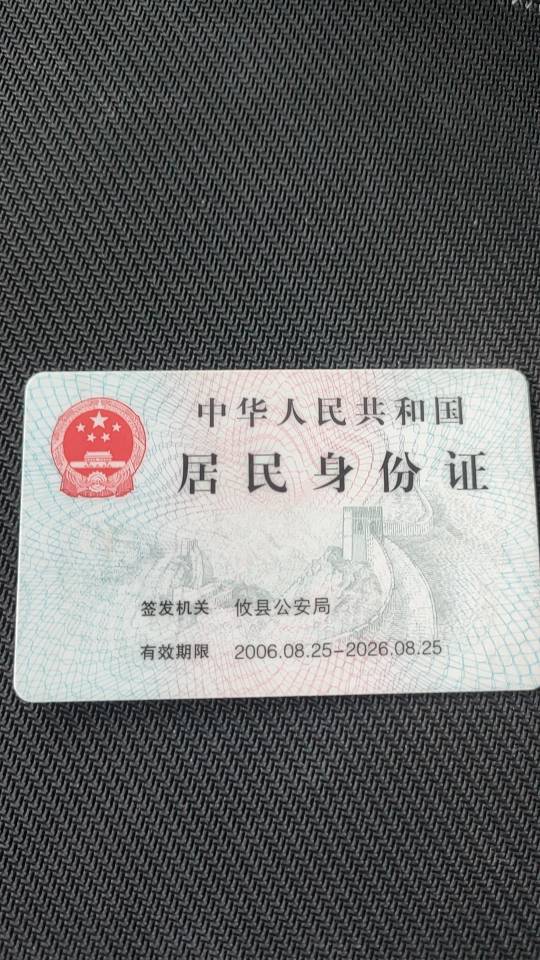 中华人民共和国
居民身份证
签发机关 攸县公安局
有效期限 2006.08.25-2026.08.25